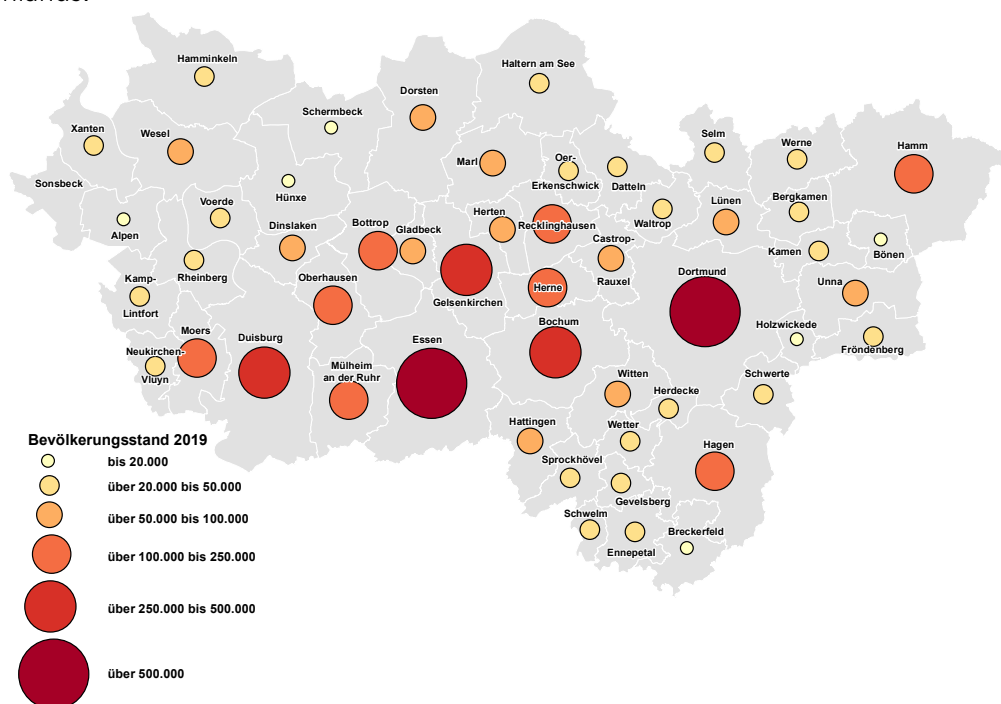 Hamminkeln
Haltern am See
Dorsten
Schermbeck
Xanten
Wesel
Selm
Werne
Hamm
Marl
Oer-
Erkenschwick
Datteln
Sonsbeck
Hünxe
Voerde
Alpen
Waltrop
Lünen
Bergkamen
Dinslaken
Bottrop
Gladbeck
Herten
Recklinghausen
Castrop-
Rauxel
Kamen
Bönen
Rheinberg
Kamp-
Lintfort
Oberhausen
Gelsenkirchen
Herne
Dortmund
Unna
Moers
Duisburg
Essen
Bochum
Holzwickede
Fröndenberg
Neukirchen-
Vluyn
Mülheim
an der Ruhr
Witten
Herdecke
Schwerte
Hattingen
Wetter
Hagen
Sprockhövel
Gevelsberg
Schwelm
Ennepetal
Breckerfeld
Bevölkerungsstand 2019
bis 20.000
über 20.000 bis 50.000
über 50.000 bis 100.000
über 100.000 bis 250.000
über 250.000 bis 500.000
über 500.000